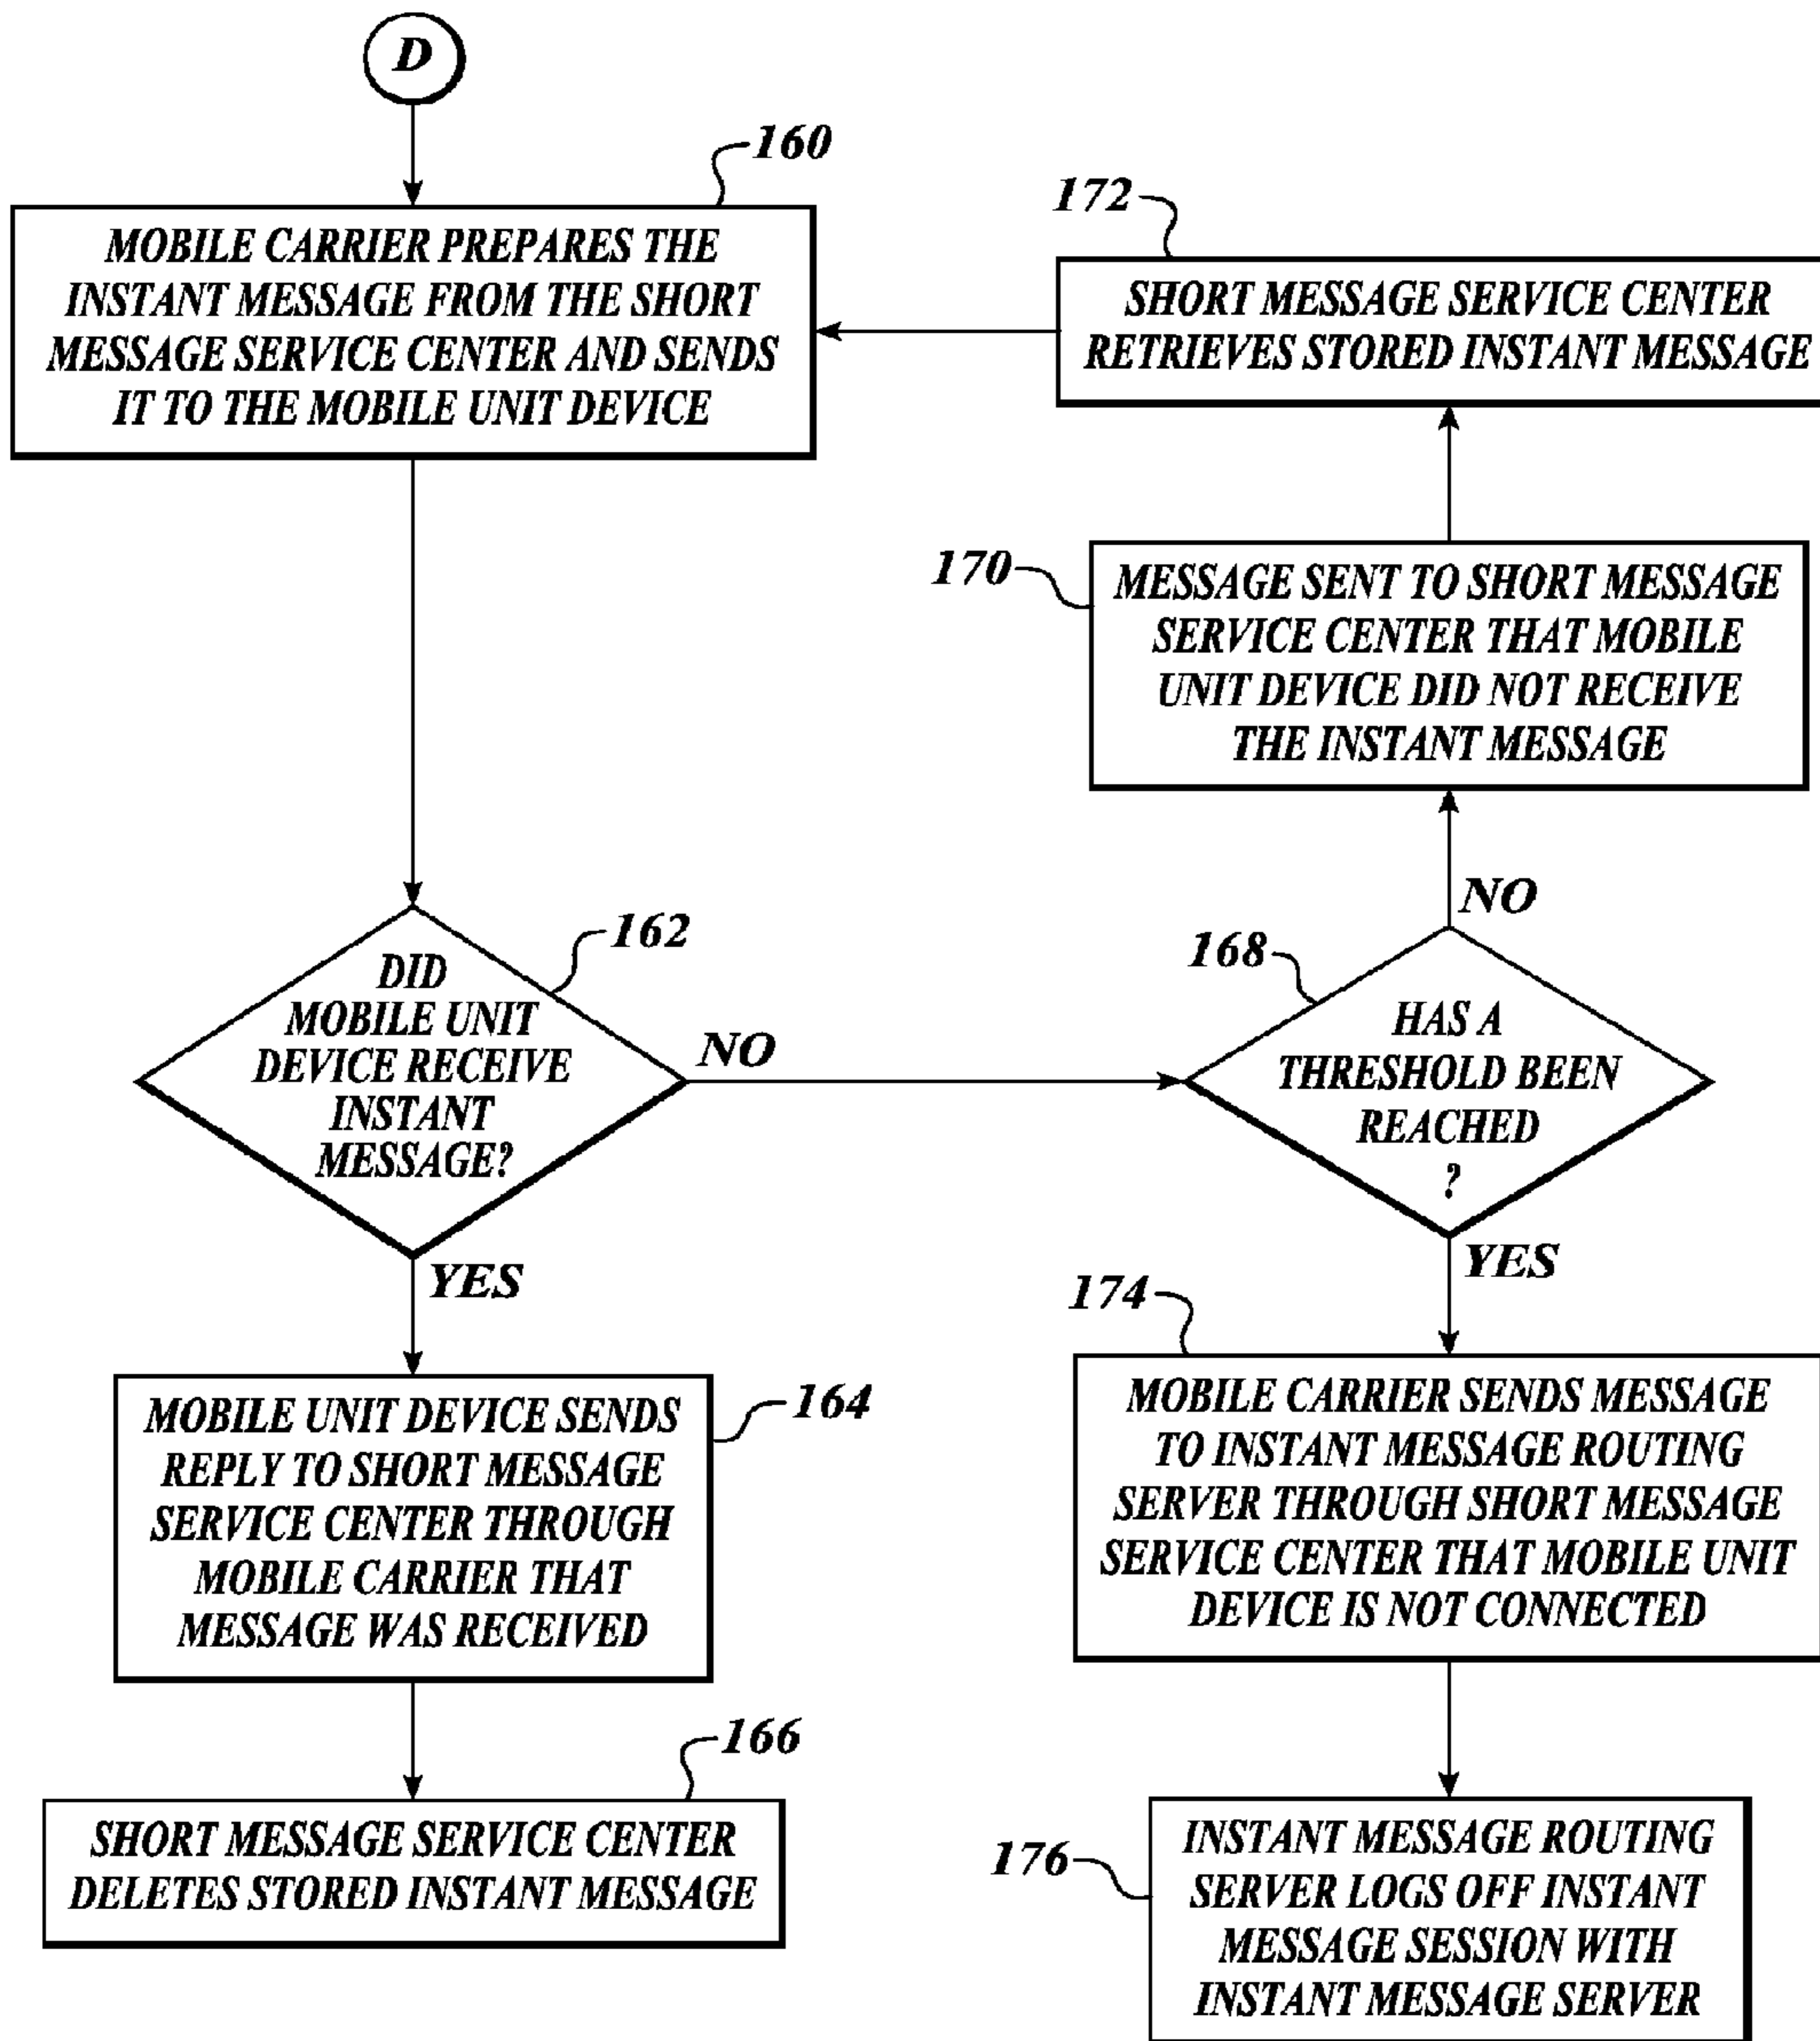 D
160
MOBILE CARRIER PREPARES THE
INSTANT MESSAGE FROM THE SHORT
MESSAGE SERVICE CENTER AND SENDS
IT TO THE MOBILE UNIT DEVICE
172
SHORT MESSAGE SERVICE CENTER
RETRIEVES STORED INSTANT MESSAGE
170
MESSAGE SENT TO SHORT MESSAGE
SERVICE CENTER THAT MOBILE
UNIT DEVICE DID NOT RECEIVE
THE INSTANT MESSAGE
162
DID
MOBILE UNIT
DEVICE RECEIVE
INSTANT
MESSAGE?
NO
YES
168
NO
HAS A
THRESHOLD BEEN
REACHED
?
YES
164
MOBILE UNIT DEVICE SENDS
REPLY TO SHORT MESSAGE
SERVICE CENTER THROUGH
MOBILE CARRIER THAT
MESSAGE WAS RECEIVED
174
MOBILE CARRIER SENDS MESSAGE
TO INSTANT MESSAGE ROUTING
SERVER THROUGH SHORT MESSAGE
SERVICE CENTER THAT MOBILE UNIT
DEVICE IS NOT CONNECTED
166
SHORT MESSAGE SERVICE CENTER
DELETES STORED INSTANT MESSAGE
176
INSTANT MESSAGE ROUTING
SERVER LOGS OFF INSTANT
MESSAGE SESSION WITH
INSTANT MESSAGE SERVER